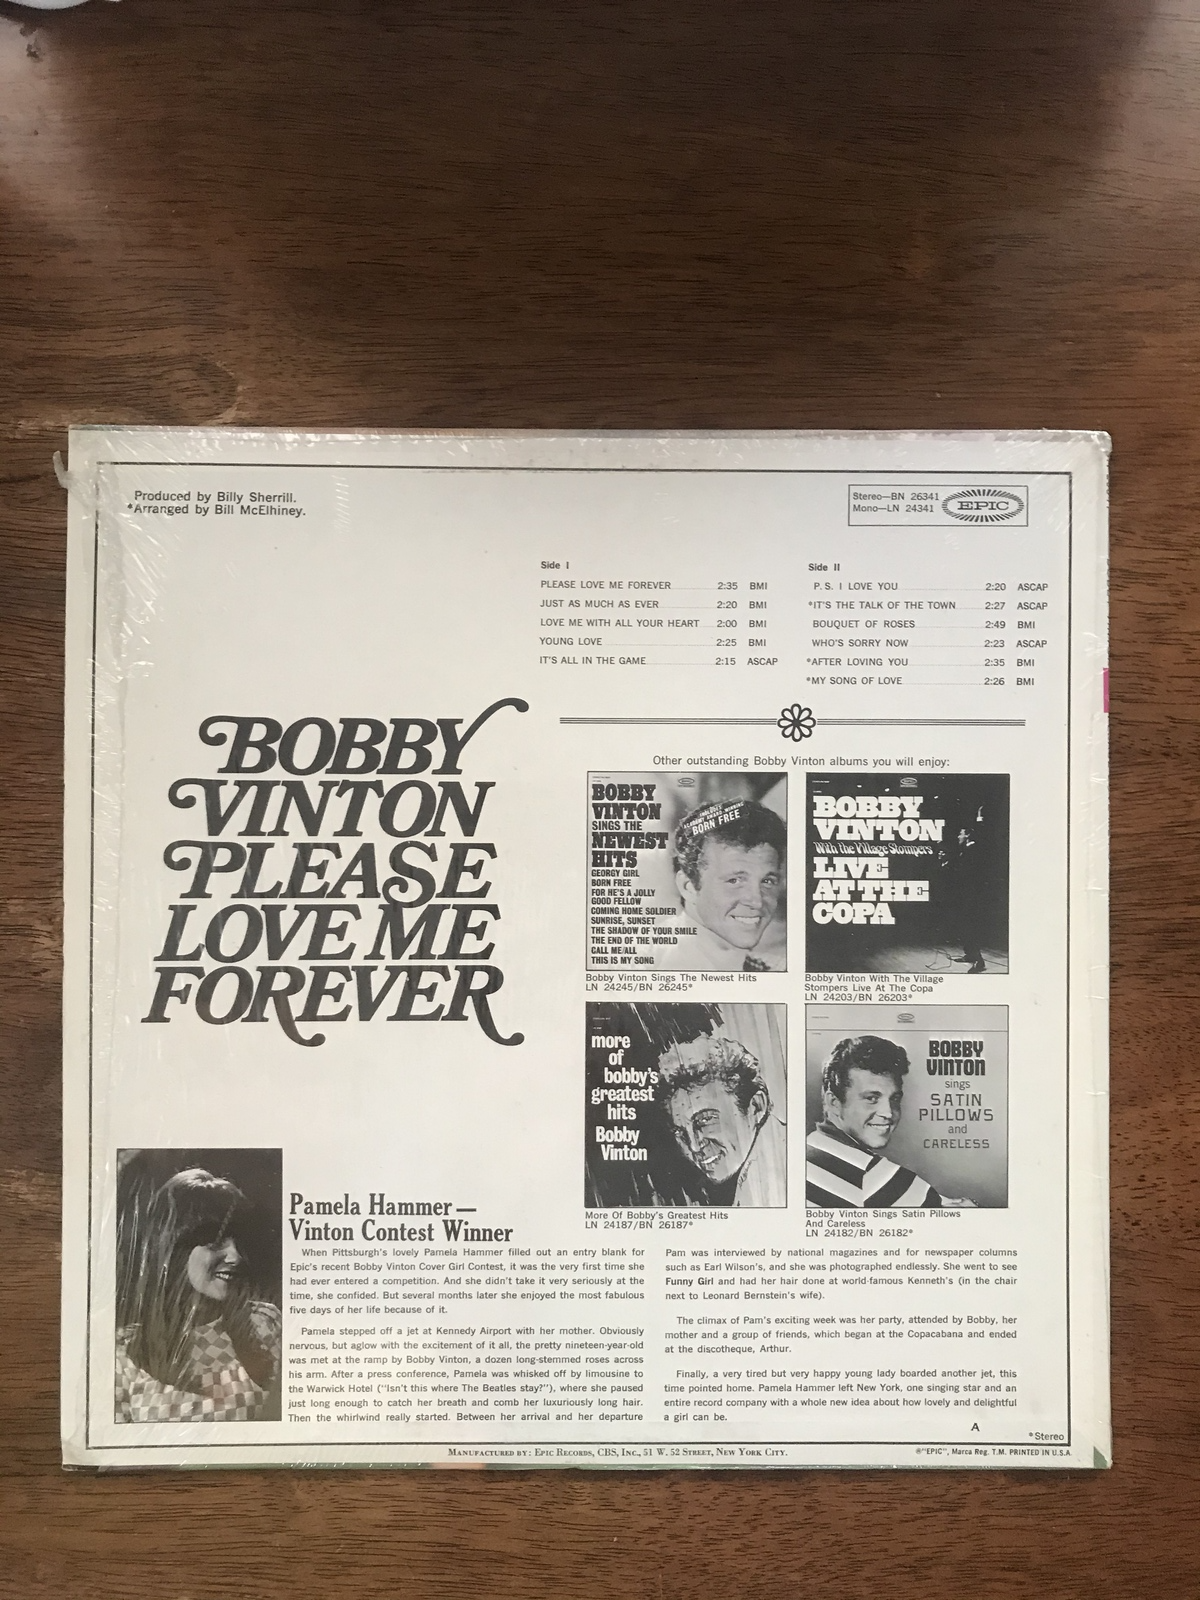 Produced by Billy Sherrill.
*Arranged by Bill McElhiney.
Stereo—BN 26341
Mono—LN 24341
EPIC
Side I
PLEASE LOVE ME FOREVER 2:35 BMI
JUST AS MUCH AS EVER 2:20 BMI
LOVE ME WITH ALL YOUR HEART 2:00 BMI
YOUNG LOVE 2:25 BMI
IT'S ALL IN THE GAME 2:15 ASCAP
Side II
P.S. I LOVE YOU 2:20 ASCAP
*IT'S THE TALK OF THE TOWN 2:27 ASCAP
BOUQUET OF ROSES 2:49 BMI
WHO'S SORRY NOW 2:23 ASCAP
*AFTER LOVING YOU 2:35 BMI
*MY SONG OF LOVE 2:26 BMI
BOBBY
VINTON
PLEASE
LOVE ME
FOREVER
Other outstanding Bobby Vinton albums you will enjoy:
BOBBY
VINTON
SINGS THE
NEWEST
HITS
GEORGY GIRL
BORN FREE
FOR HE'S A JOLLY
GOOD FELLOW
COMING HOME SOLDIER
SUNRISE, SUNSET
THE SHADOW OF YOUR SMILE
THE END OF THE WORLD
CALL ME/ALL
THIS IS MY SONG
ACADEMY AWARD WINNING
BORN FREE
Bobby Vinton Sings The Newest Hits
LN 24245/BN 26245*
BOBBY
VINTON
With the Village Stompers
LIVE
AT THE
COPA
Bobby Vinton With The Village
Stompers Live At The Copa
LN 24203/BN 26203*
more
of
bobby's
greatest
hits
Bobby
Vinton
More Of Bobby's Greatest Hits
LN 24187/BN 26187*
BOBBY
VINTON
sings
SATIN
PILLOWS
and
CARELESS
Bobby Vinton Sings Satin Pillows
And Careless
LN 24182/BN 26182*
Pamela Hammer—
Vinton Contest Winner
When Pittsburgh's lovely Pamela Hammer filled out an entry blank for
Epic's recent Bobby Vinton Cover Girl Contest, it was the very first time she
had ever entered a competition. And she didn't take it very seriously at the
time, she confided. But several months later she enjoyed the most fabulous
five days of her life because of it.
Pamela stepped off a jet at Kennedy Airport with her mother. Obviously
nervous, but aglow with the excitement of it all, the pretty nineteen-year-old
was met at the ramp by Bobby Vinton, a dozen long-stemmed roses across
his arm. After a press conference, Pamela was whisked off by limousine to
the Warwick Hotel ("Isn't this where The Beatles stay?"), where she paused
just long enough to catch her breath and comb her luxuriously long hair.
Then the whirlwind really started. Between her arrival and her departure
Pam was interviewed by national magazines and for newspaper columns
such as Earl Wilson's, and she was photographed endlessly. She went to see
Funny Girl and had her hair done at world-famous Kenneth's (in the chair
next to Leonard Bernstein's wife).
The climax of Pam's exciting week was her party, attended by Bobby, her
mother and a group of friends, which began at the Copacabana and ended
at the discotheque, Arthur.
Finally, a very tired but very happy young lady boarded another jet, this
time pointed home. Pamela Hammer left New York, one singing star and an
entire record company with a whole new idea about how lovely and delightful
a girl can be.
A
*Stereo
Manufactured by: Epic Records, CBS, Inc., 51 W. 52 Street, New York City.
®"EPIC", Marca Reg. T.M. PRINTED IN U.S.A.